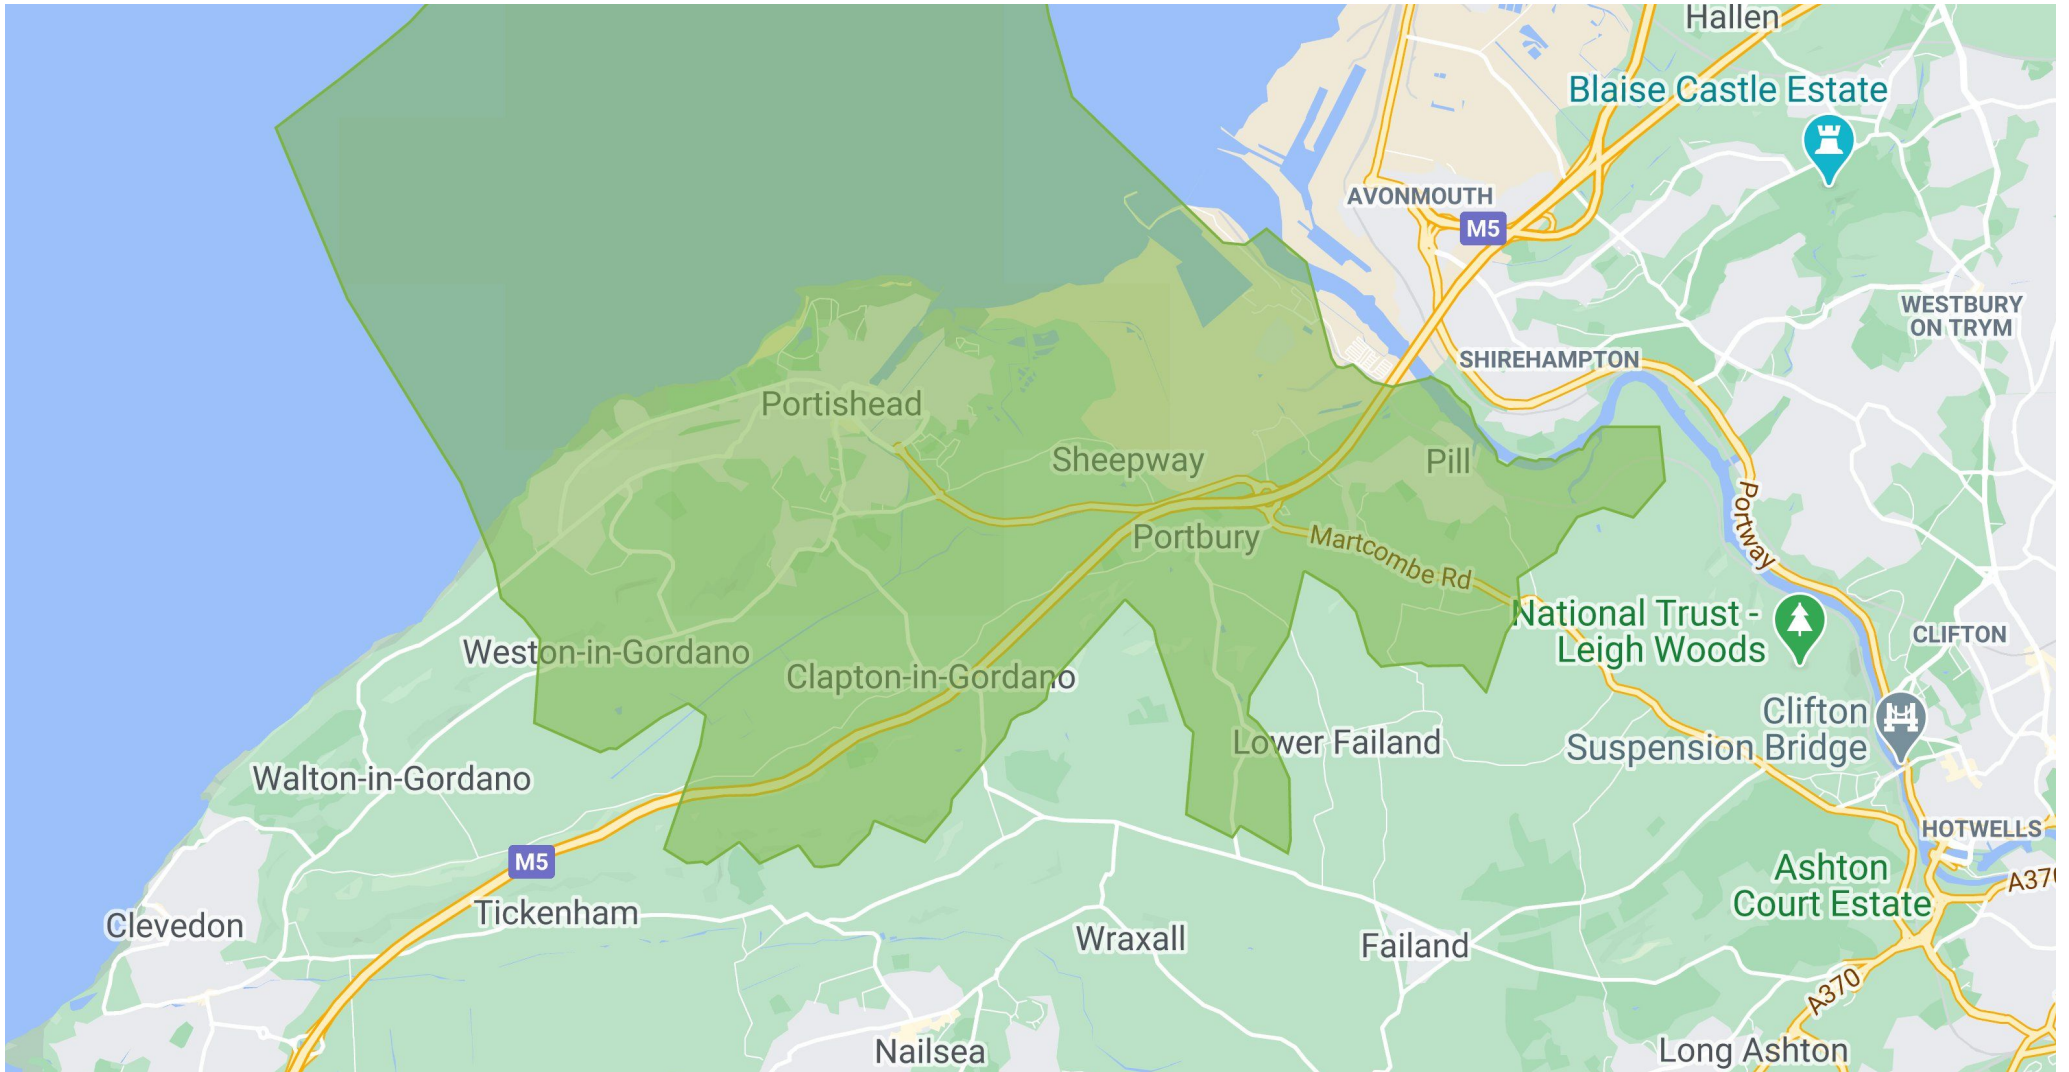 Hallen
Blaise Castle Estate
AVONMOUTH
M5
WESTBURY
ON TRYM
SHIREHAMPTON
Portishead
Sheepway
Pill
Portbury
Martcombe Rd
Portway
National Trust -
Leigh Woods
CLIFTON
Weston-in-Gordano
Clapton-in-Gordano
Clifton
Suspension Bridge
Lower Failand
Walton-in-Gordano
HOTWELLS
M5
Ashton
Court Estate
A370
Tickenham
Clevedon
Wraxall
Failand
A370
Nailsea
Long Ashton